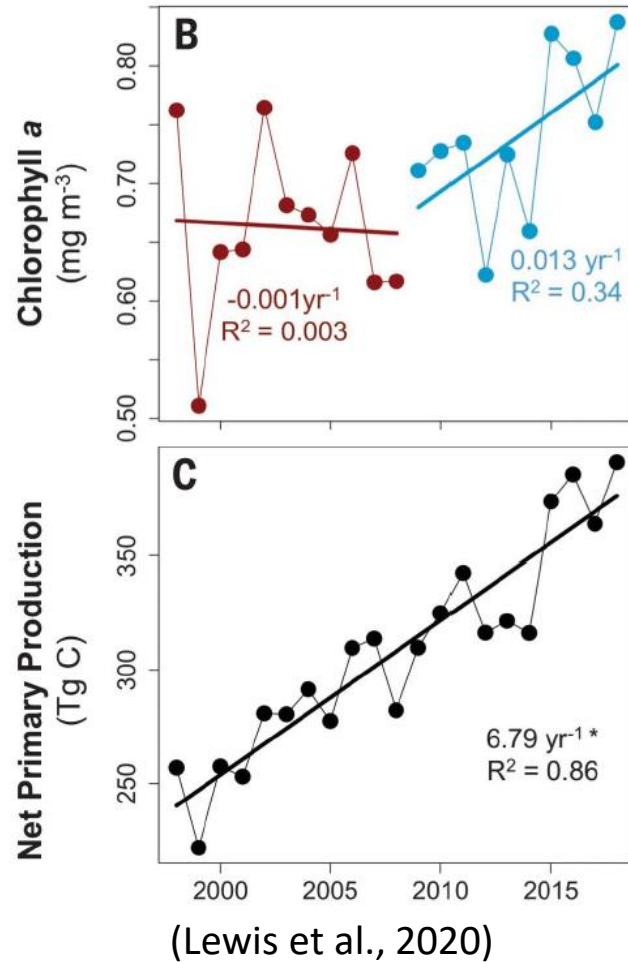 B
Chlorophyll a
(mg m⁻³)
0.80
0.70
0.60
0.50
-0.001yr⁻¹
R² = 0.003
0.013 yr⁻¹
R² = 0.34
C
Net Primary Production
(Tg C)
350
300
250
6.79 yr⁻¹ *
R² = 0.86
2000 2005 2010 2015
(Lewis et al., 2020)